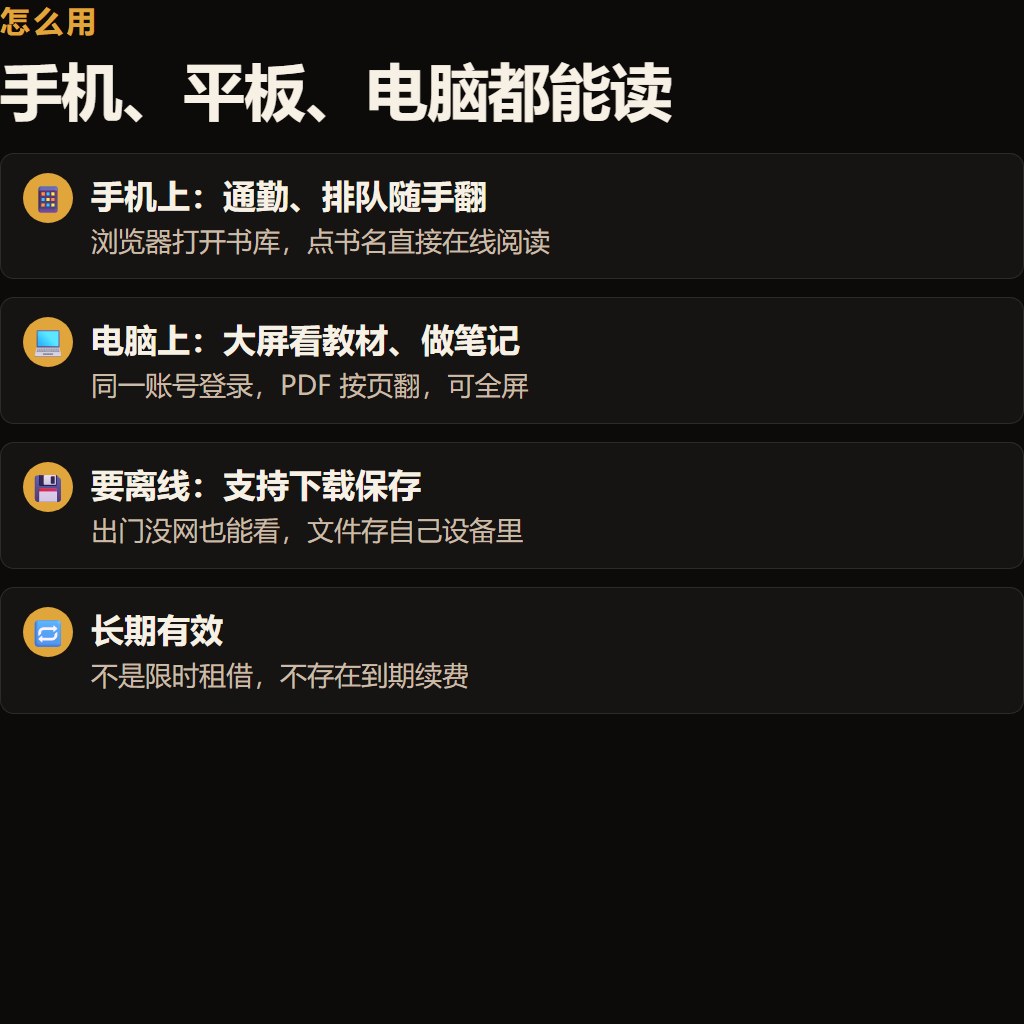 怎么用
手机、平板、电脑都能读
手机上：通勤、排队随手翻
浏览器打开书库，点书名直接在线阅读
电脑上：大屏看教材、做笔记
同一账号登录，PDF 按页翻，可全屏
要离线：支持下载保存
出门没网也能看，文件存自己设备里
长期有效
不是限时租借，不存在到期续费